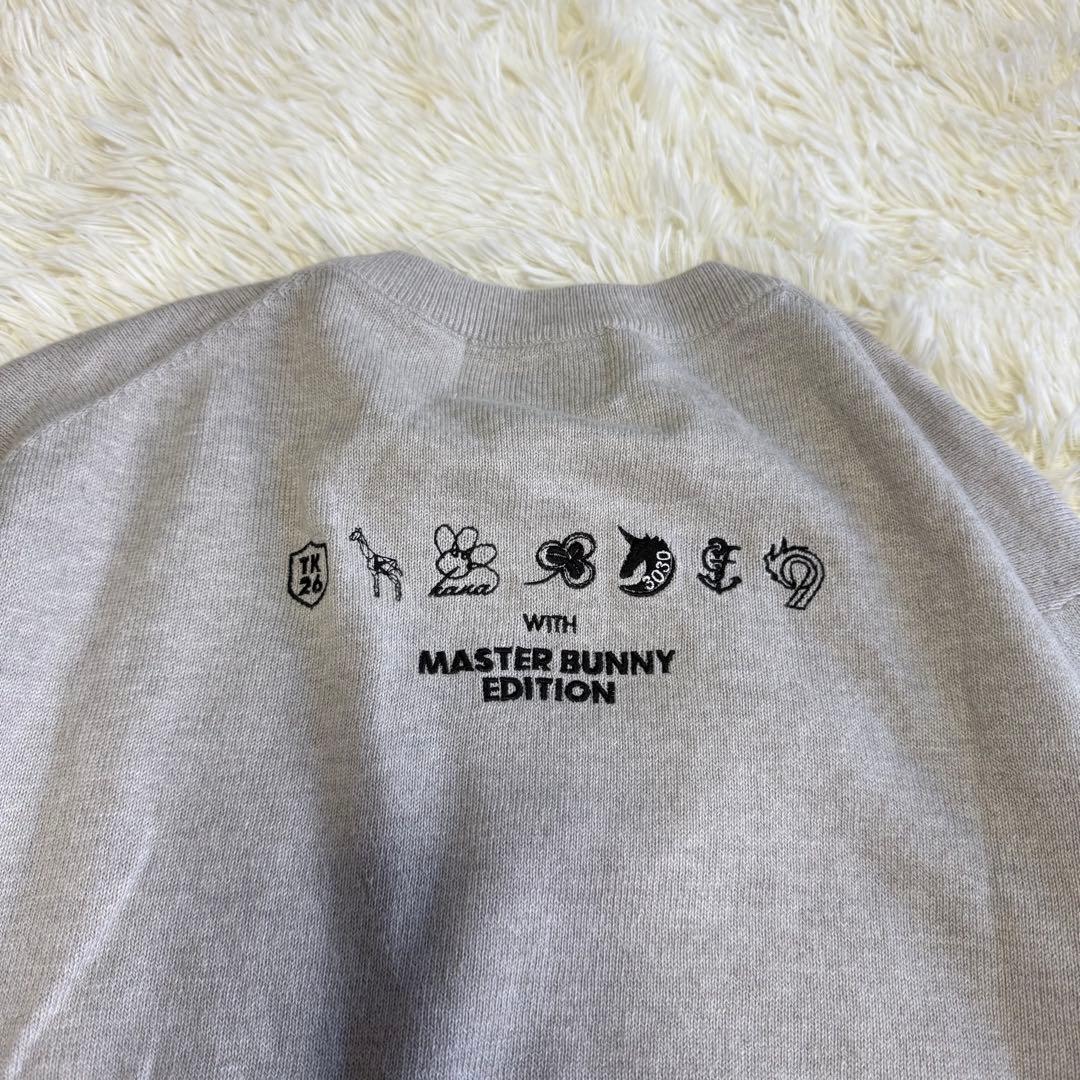 TK
26
kana
3030
WITH
MASTER BUNNY
EDITION